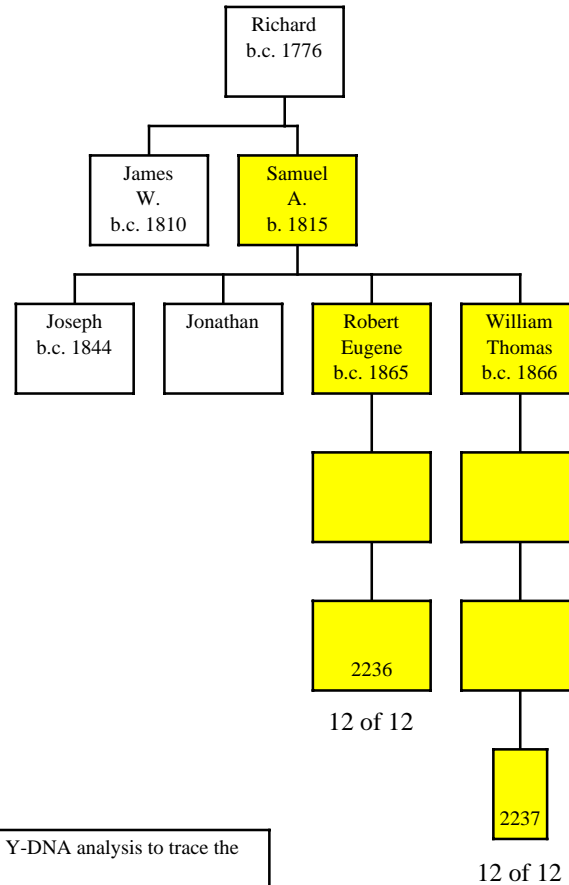 Richard
b.c. 1776
James
W.
b.c. 1810
Samuel
A.
b. 1815
Joseph
b.c. 1844
Jonathan
Robert
Eugene
b.c. 1865
William
Thomas
b.c. 1866
2236
12 of 12
2237
12 of 12
Y-DNA analysis to trace the